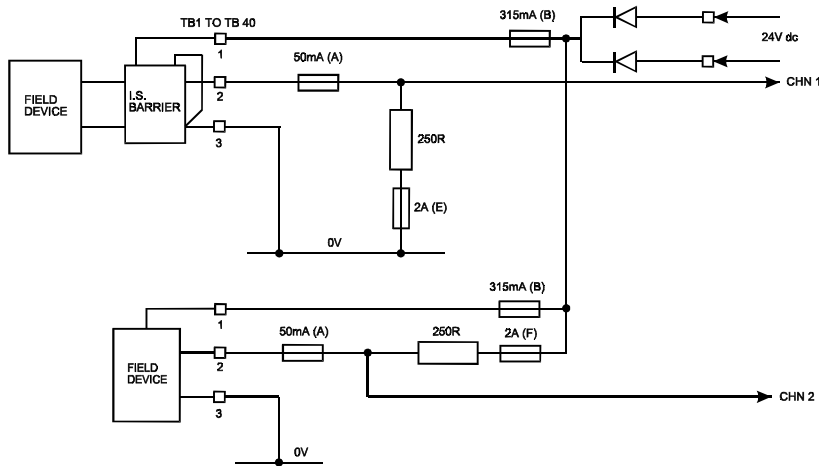 TB1 TO TB 40
315mA (B)
24V dc
1
50mA (A)
CHN 1
FIELD
DEVICE
I.S.
BARRIER
2
3
250R
2A (E)
0V
315mA (B)
1
50mA (A)
250R
2A (F)
FIELD
DEVICE
2
3
CHN 2
0V